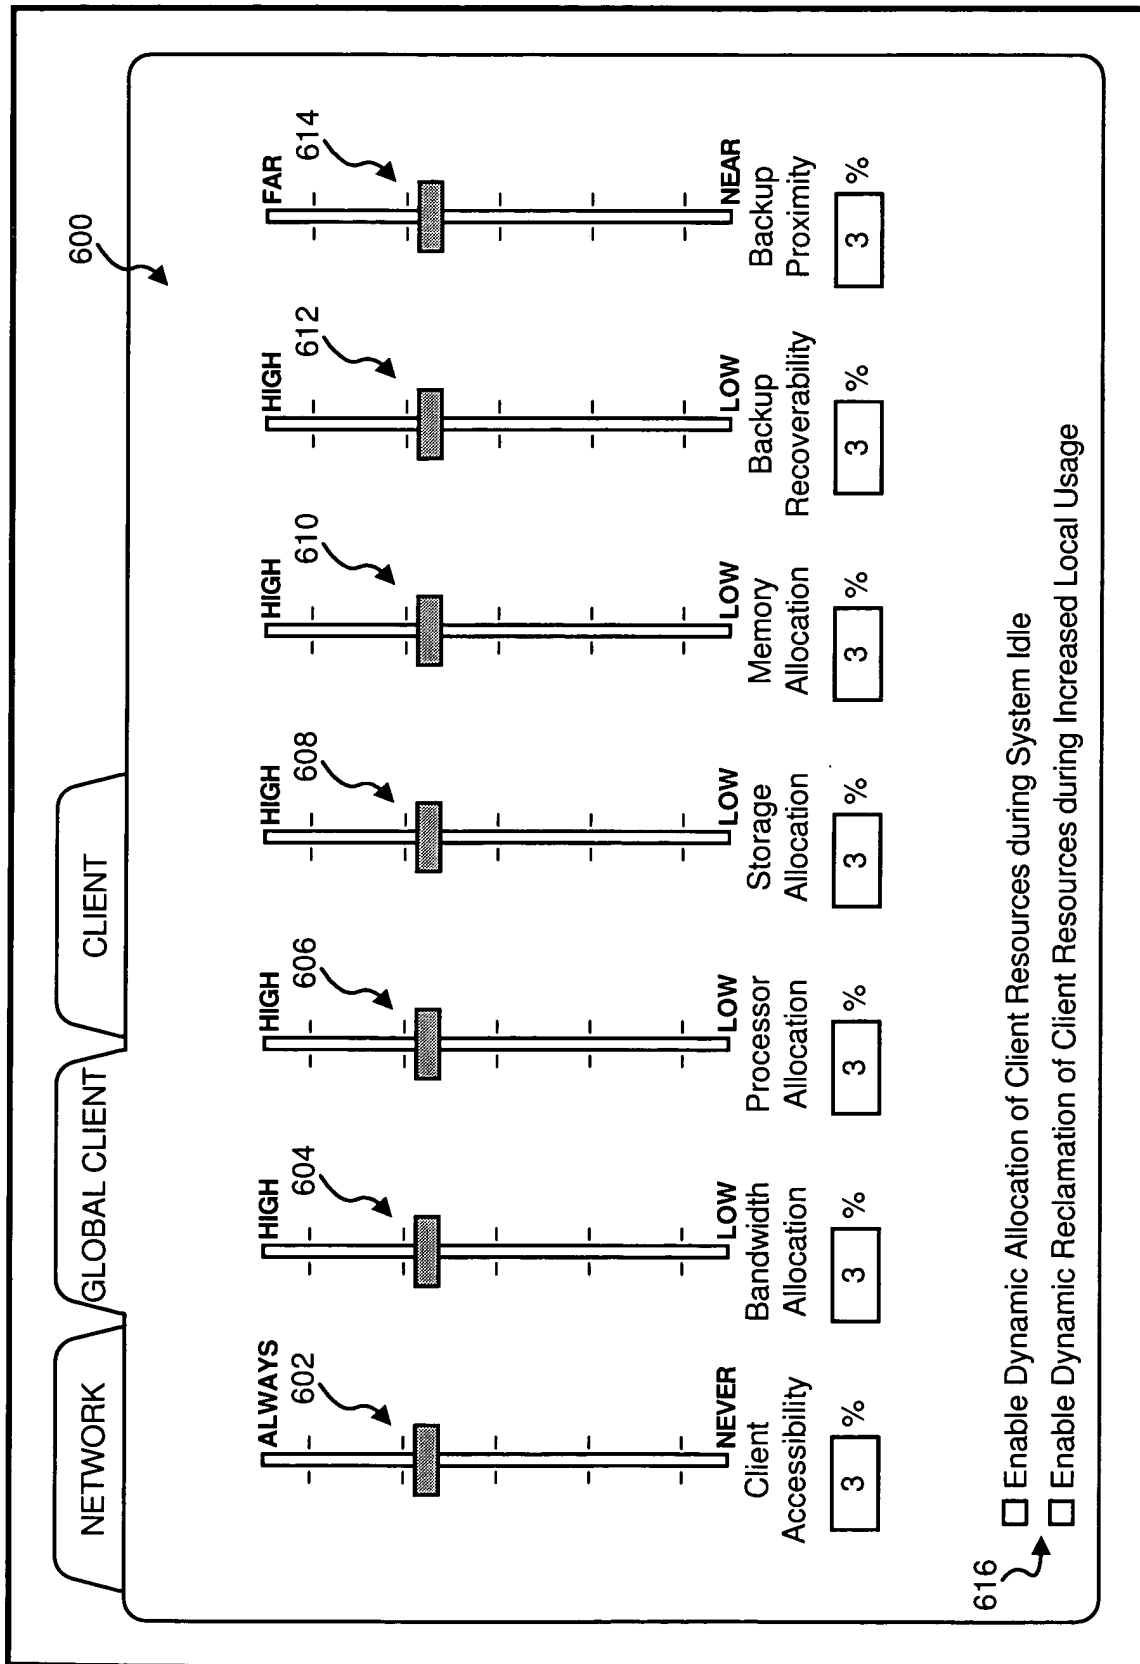 NETWORK
GLOBAL CLIENT
CLIENT
600
ALWAYS
HIGH
HIGH
HIGH
HIGH
HIGH
FAR
602
604
606
608
610
612
614
NEVER
LOW
LOW
LOW
LOW
LOW
NEAR
Client
Accessibility
Bandwidth
Allocation
Processor
Allocation
Storage
Allocation
Memory
Allocation
Backup
Recoverability
Backup
Proximity
3 %
3 %
3 %
3 %
3 %
3 %
3 %
616
Enable Dynamic Allocation of Client Resources during System Idle
Enable Dynamic Reclamation of Client Resources during Increased Local Usage